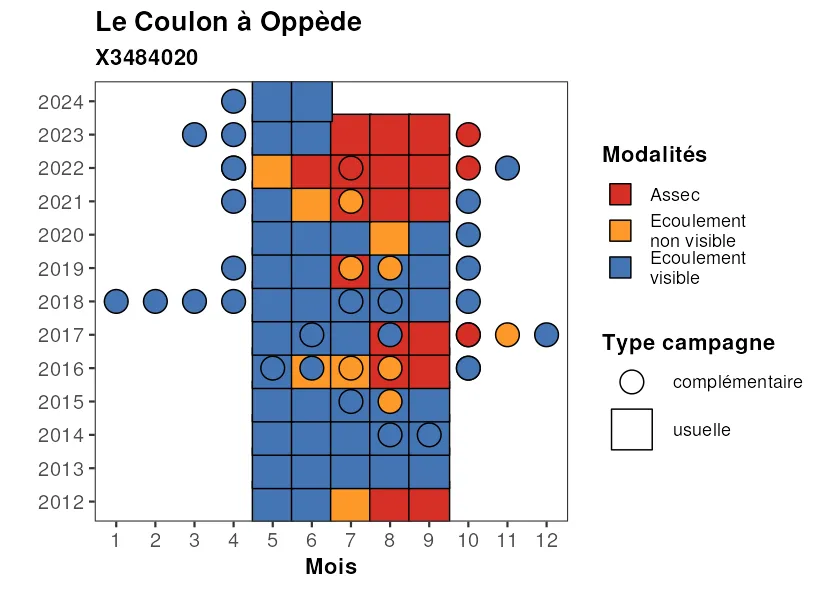 Le Coulon à Oppède
X3484020
2024
2023
2022
2021
2020
2019
2018
2017
2016
2015
2014
2013
2012
1 2 3 4 5 6 7 8 9 10 11 12
Mois
Modalités
Assec
Ecoulement
non visible
Ecoulement
visible
Type campagne
complémentaire
usuelle